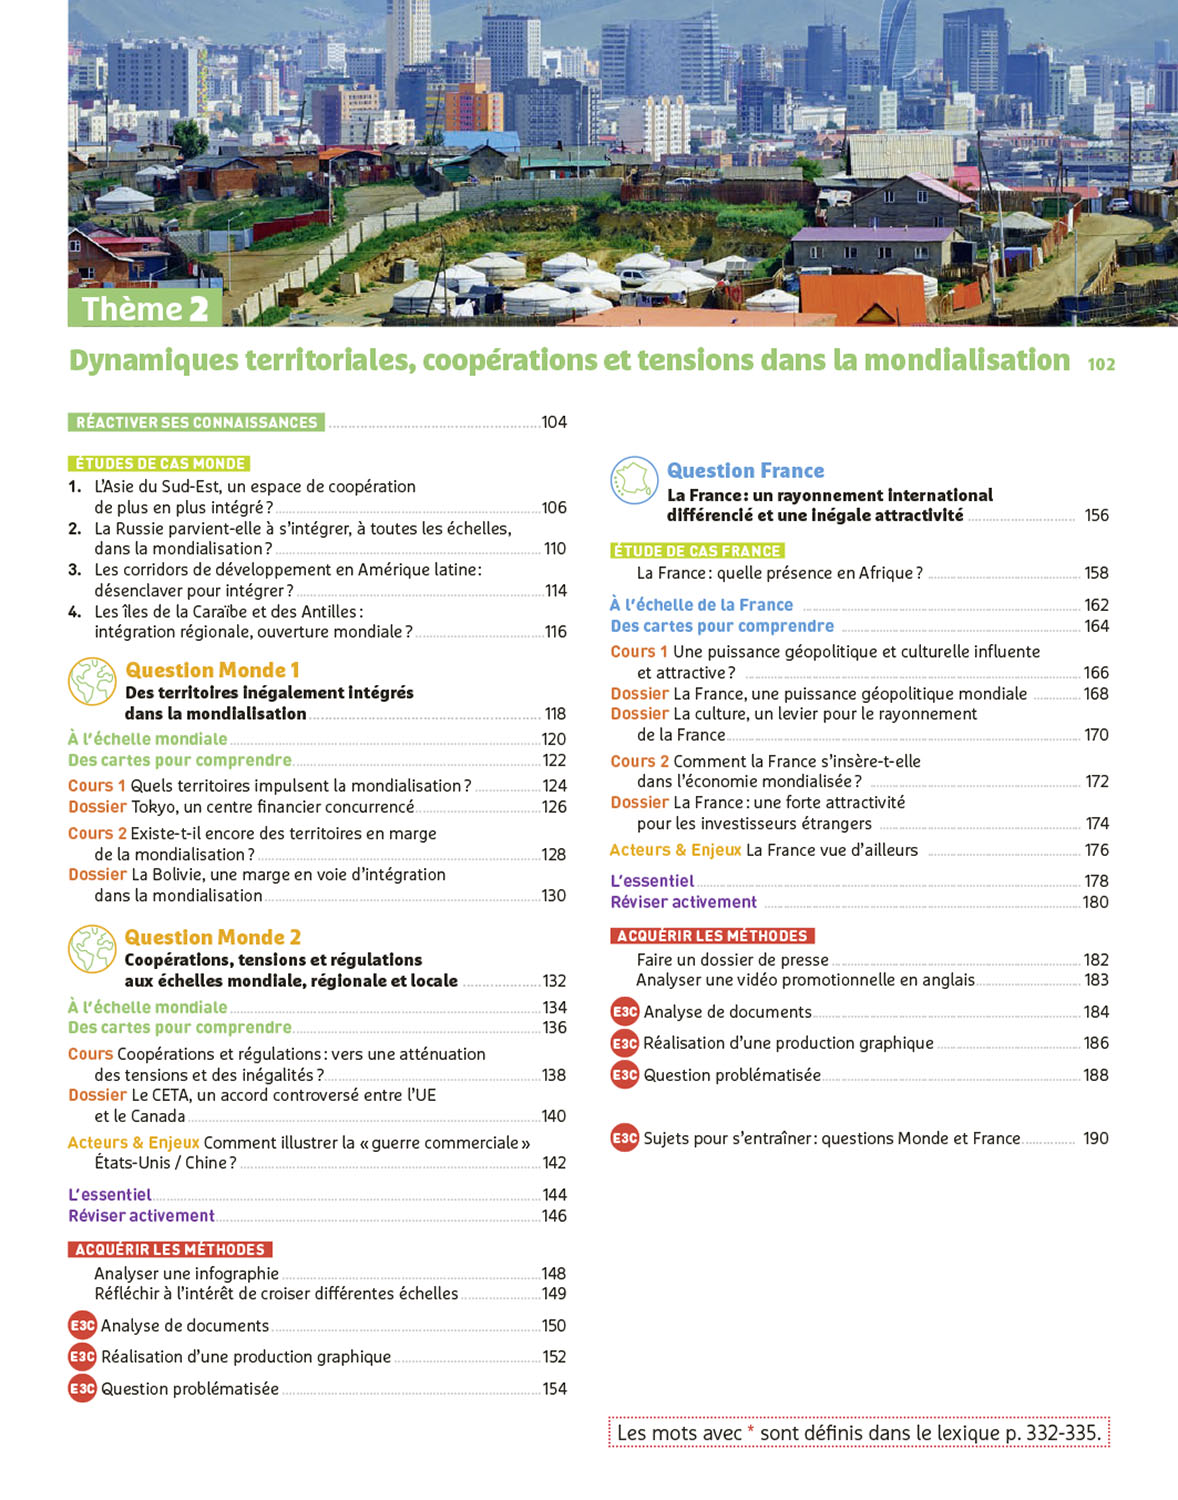 Thème 2
Dynamiques territoriales, coopérations et tensions dans la mondialisation 102
RÉACTIVER SES CONNAISSANCES 104
ÉTUDES DE CAS MONDE
1. L'Asie du Sud-Est, un espace de coopération
de plus en plus intégré ? 106
2. La Russie parvient-elle à s'intégrer, à toutes les échelles,
dans la mondialisation ? 110
3. Les corridors de développement en Amérique latine :
désenclaver pour intégrer ? 114
4. Les îles de la Caraïbe et des Antilles :
intégration régionale, ouverture mondiale ? 116
Question Monde 1
Des territoires inégalement intégrés
dans la mondialisation 118
À l'échelle mondiale 120
Des cartes pour comprendre 122
Cours 1 Quels territoires impulsent la mondialisation ? 124
Dossier Tokyo, un centre financier concurrencé 126
Cours 2 Existe-t-il encore des territoires en marge
de la mondialisation ? 128
Dossier La Bolivie, une marge en voie d'intégration
dans la mondialisation 130
Question Monde 2
Coopérations, tensions et régulations
aux échelles mondiale, régionale et locale 132
À l'échelle mondiale 134
Des cartes pour comprendre 136
Cours Coopérations et régulations : vers une atténuation
des tensions et des inégalités ? 138
Dossier Le CETA, un accord controversé entre l'UE
et le Canada 140
Acteurs & Enjeux Comment illustrer la « guerre commerciale »
États-Unis / Chine ? 142
L'essentiel 144
Réviser activement 146
ACQUÉRIR LES MÉTHODES
Analyser une infographie 148
Réfléchir à l'intérêt de croiser différentes échelles 149
E3C Analyse de documents 150
E3C Réalisation d'une production graphique 152
E3C Question problématisée 154
Question France
La France : un rayonnement international
différencié et une inégale attractivité 156
ÉTUDE DE CAS FRANCE
La France : quelle présence en Afrique ? 158
À l'échelle de la France 162
Des cartes pour comprendre 164
Cours 1 Une puissance géopolitique et culturelle influente
et attractive ? 166
Dossier La France, une puissance géopolitique mondiale 168
Dossier La culture, un levier pour le rayonnement
de la France 170
Cours 2 Comment la France s'insère-t-elle
dans l'économie mondialisée ? 172
Dossier La France : une forte attractivité
pour les investisseurs étrangers 174
Acteurs & Enjeux La France vue d'ailleurs 176
L'essentiel 178
Réviser activement 180
ACQUÉRIR LES MÉTHODES
Faire un dossier de presse 182
Analyser une vidéo promotionnelle en anglais 183
E3C Analyse de documents 184
E3C Réalisation d'une production graphique 186
E3C Question problématisée 188
E3C Sujets pour s'entraîner : questions Monde et France 190
Les mots avec * sont définis dans le lexique p. 332-335.